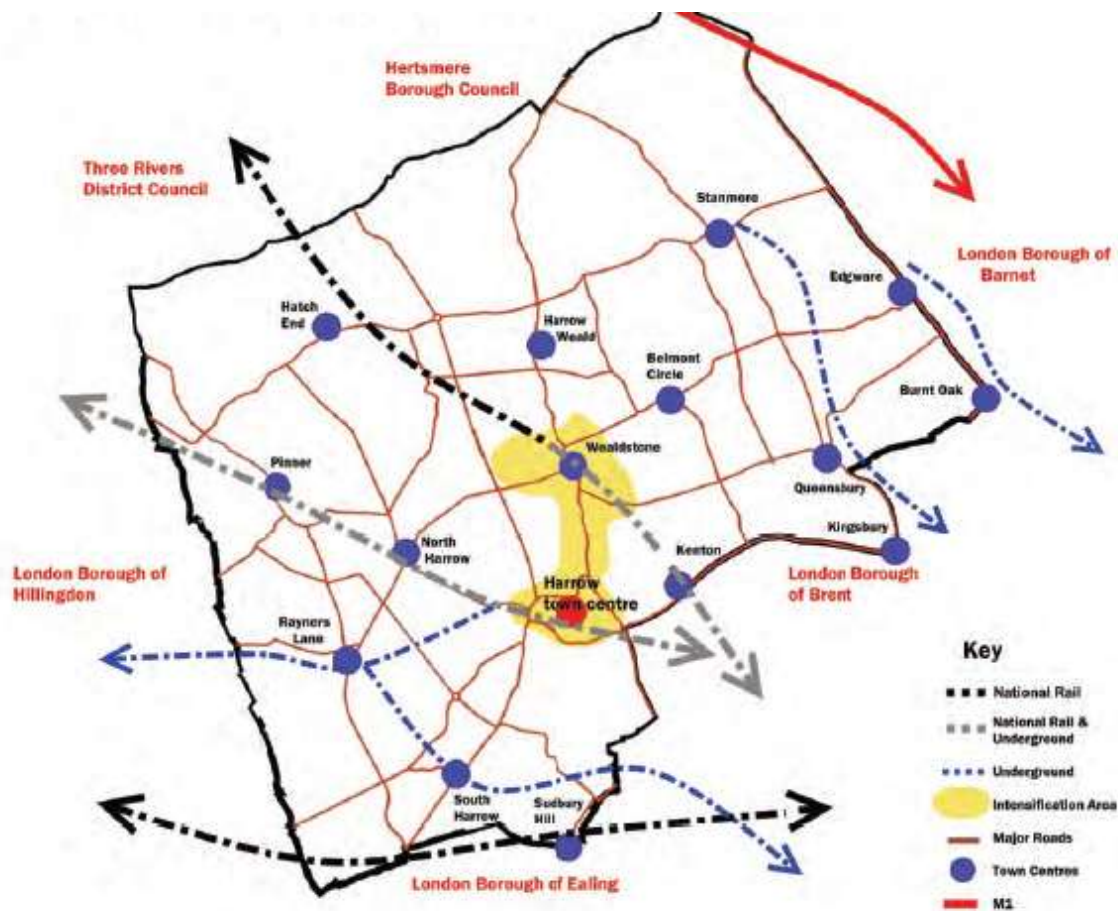 Hertsmere
Borough Council
Three Rivers
District Council
Stanmore
London Borough of
Barnet
Edgware
Hatch
End
Harrow
Weald
Belmont
Circle
Burnt Oak
Wealdstone
Pinner
Queensbury
Kingsbury
North
Harrow
Kenton
London Borough of
Hillingdon
London Borough
of Brent
Harrow
town centre
Rayners
Lane
South
Harrow
Sudbury
Hill
London Borough of Ealing
Key
National Rail
National Rail &
Underground
Underground
Intensification Area
Major Roads
Town Centres
M1